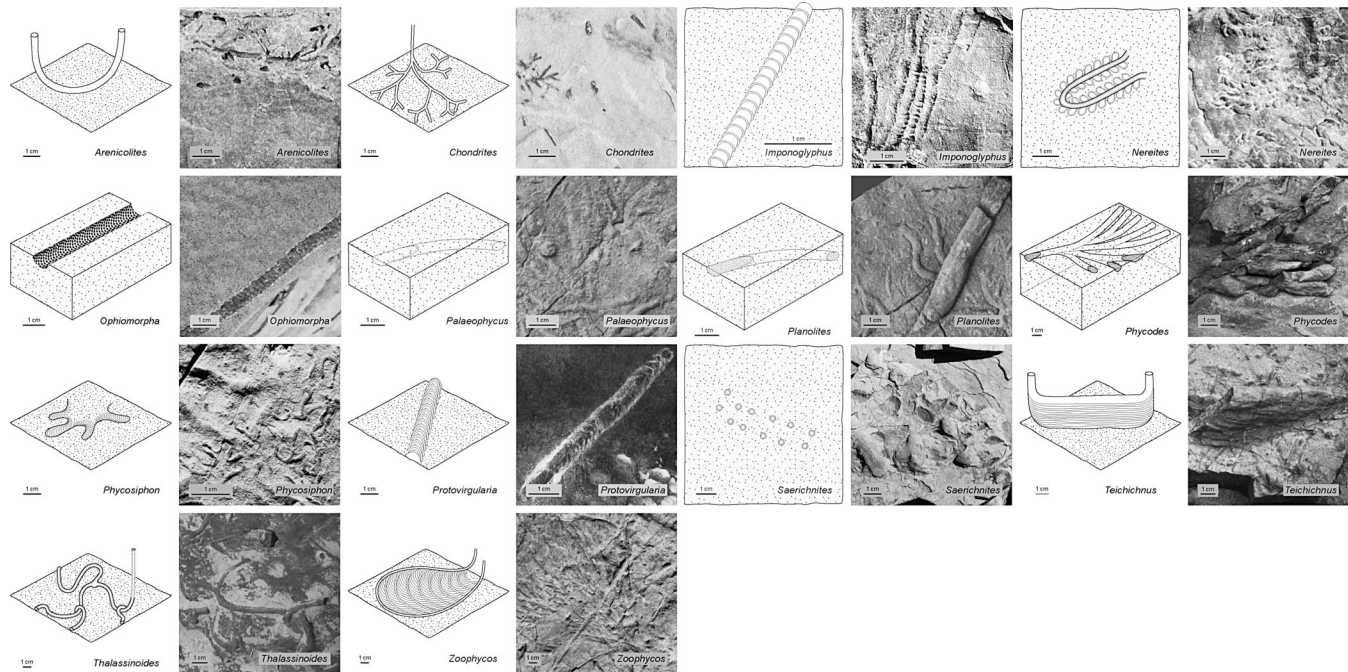 1 cm
Arenicolites
1 cm
Arenicolites
1 cm
Chondrites
1 cm
Chondrites
1 cm
Imponoglyphus
1 cm
Imponoglyphus
1 cm
Nereites
1 cm
Nereites
1 cm
Ophiomorpha
1 cm
Ophiomorpha
1 cm
Palaeophycus
1 cm
Palaeophycus
1 cm
Planolites
1 cm
Planolites
1 cm
Phycodes
1 cm
Phycodes
1 cm
Phycosiphon
1 cm
Phycosiphon
1 cm
Protovirgularia
1 cm
Protovirgularia
1 cm
Saerichnites
1 cm
Saerichnites
1 cm
Teichichnus
1 cm
Teichichnus
1 cm
Thalassinoides
1 cm
Thalassinoides
1 cm
Zoophycos
1 cm
Zoophycos